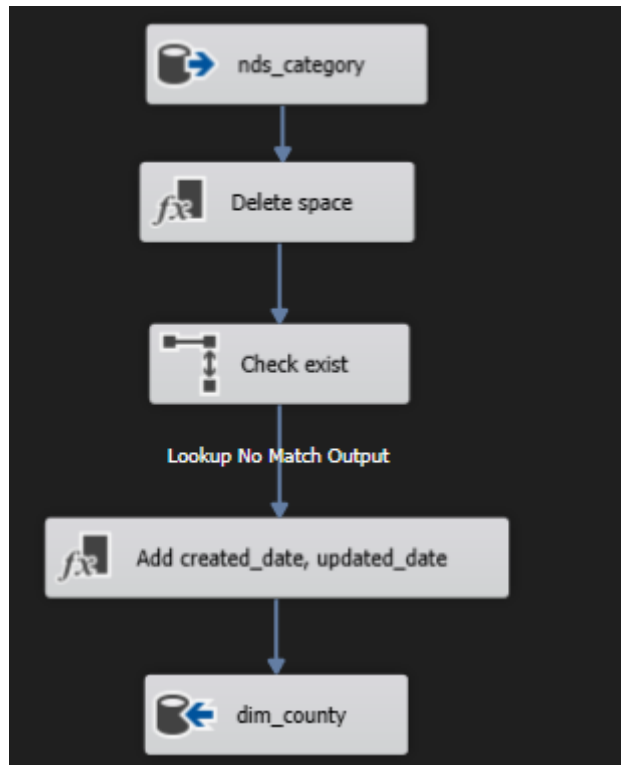 nds_category
Delete space
Check exist
Lookup No Match Output
Add created_date, updated_date
dim_county